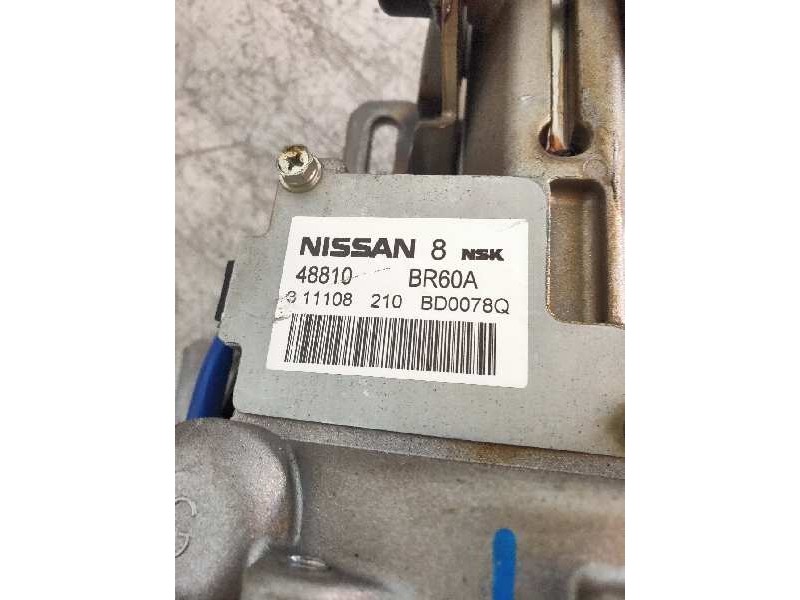 NISSAN 8 NSK
48810 BR60A
11108 210 BD0078Q
G